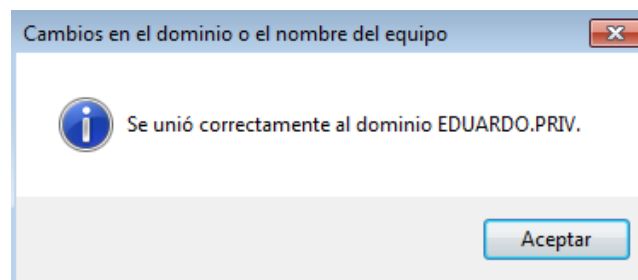 Cambios en el dominio o el nombre del equipo
Se unió correctamente al dominio EDUARDO.PRIV.
Aceptar